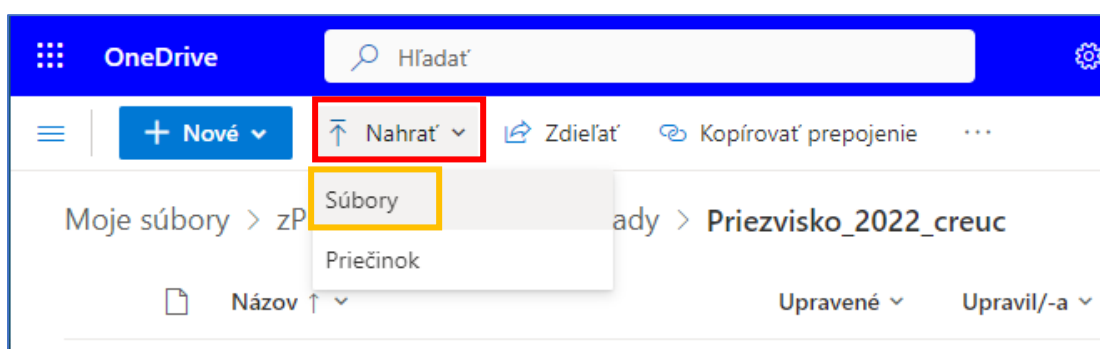 OneDrive Hľadať
Nové Nahrať Zdieľať Kopírovať prepojenie ...
Súbory
Moje súbory > zP ady > Priezvisko_2022_creuc
Priečinok
Názov ↑ Upravené Upravil/-a